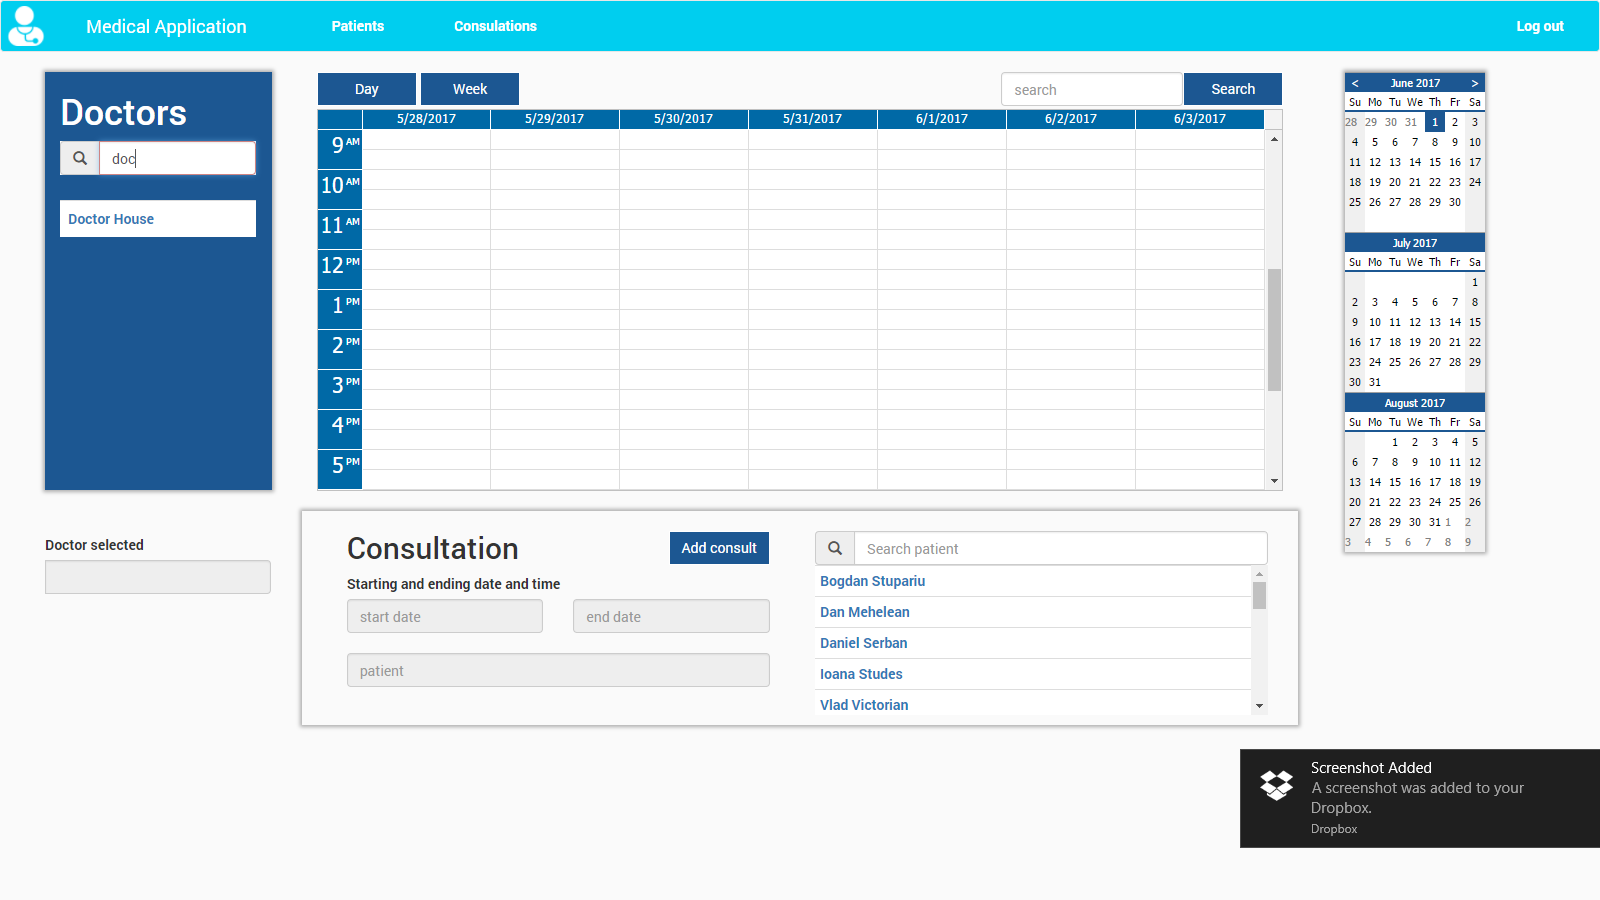 Medical Application
Patients
Consulations
Log out
Doctors
doc
Doctor House
Doctor selected
Day
Week
search
Search
5/28/2017 5/29/2017 5/30/2017 5/31/2017 6/1/2017 6/2/2017 6/3/2017
9 AM
10 AM
11 AM
12 PM
1 PM
2 PM
3 PM
4 PM
5 PM
< June 2017 >
Su Mo Tu We Th Fr Sa
28 29 30 31 1 2 3
4 5 6 7 8 9 10
11 12 13 14 15 16 17
18 19 20 21 22 23 24
25 26 27 28 29 30
July 2017
Su Mo Tu We Th Fr Sa
1
2 3 4 5 6 7 8
9 10 11 12 13 14 15
16 17 18 19 20 21 22
23 24 25 26 27 28 29
30 31
August 2017
Su Mo Tu We Th Fr Sa
1 2 3 4 5
6 7 8 9 10 11 12
13 14 15 16 17 18 19
20 21 22 23 24 25 26
27 28 29 30 31 1 2
3 4 5 6 7 8 9
Consultation
Add consult
Starting and ending date and time
start date
end date
patient
Search patient
Bogdan Stupariu
Dan Mehelean
Daniel Serban
Ioana Studes
Vlad Victorian
Screenshot Added
A screenshot was added to your
Dropbox.
Dropbox